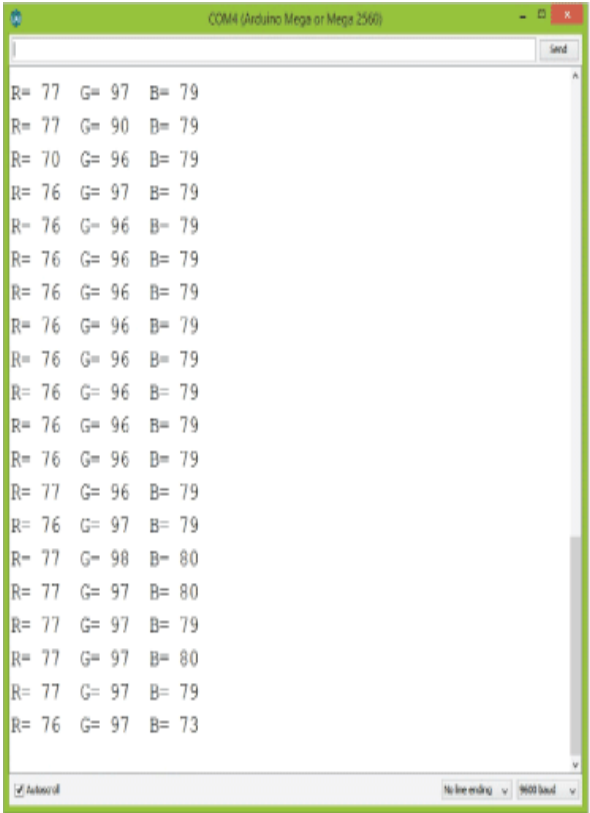 COM4 (Arduino Mega or Mega 2560)
Send
R= 77 G= 97 B= 79
R= 77 G= 90 B= 79
R= 70 G= 96 B= 79
R= 76 G= 97 B= 79
R= 76 G= 96 B= 79
R= 76 G= 96 B= 79
R= 76 G= 96 B= 79
R= 76 G= 96 B= 79
R= 76 G= 96 B= 79
R= 76 G= 96 B= 79
R= 76 G= 96 B= 79
R= 76 G= 96 B= 79
R= 77 G= 96 B= 79
R= 76 G= 97 B= 79
R= 77 G= 98 B= 80
R= 77 G= 97 B= 80
R= 77 G= 97 B= 79
R= 77 G= 97 B= 80
R= 77 G= 97 B= 79
R= 76 G= 97 B= 73
Autoscroll No line ending 9600 baud